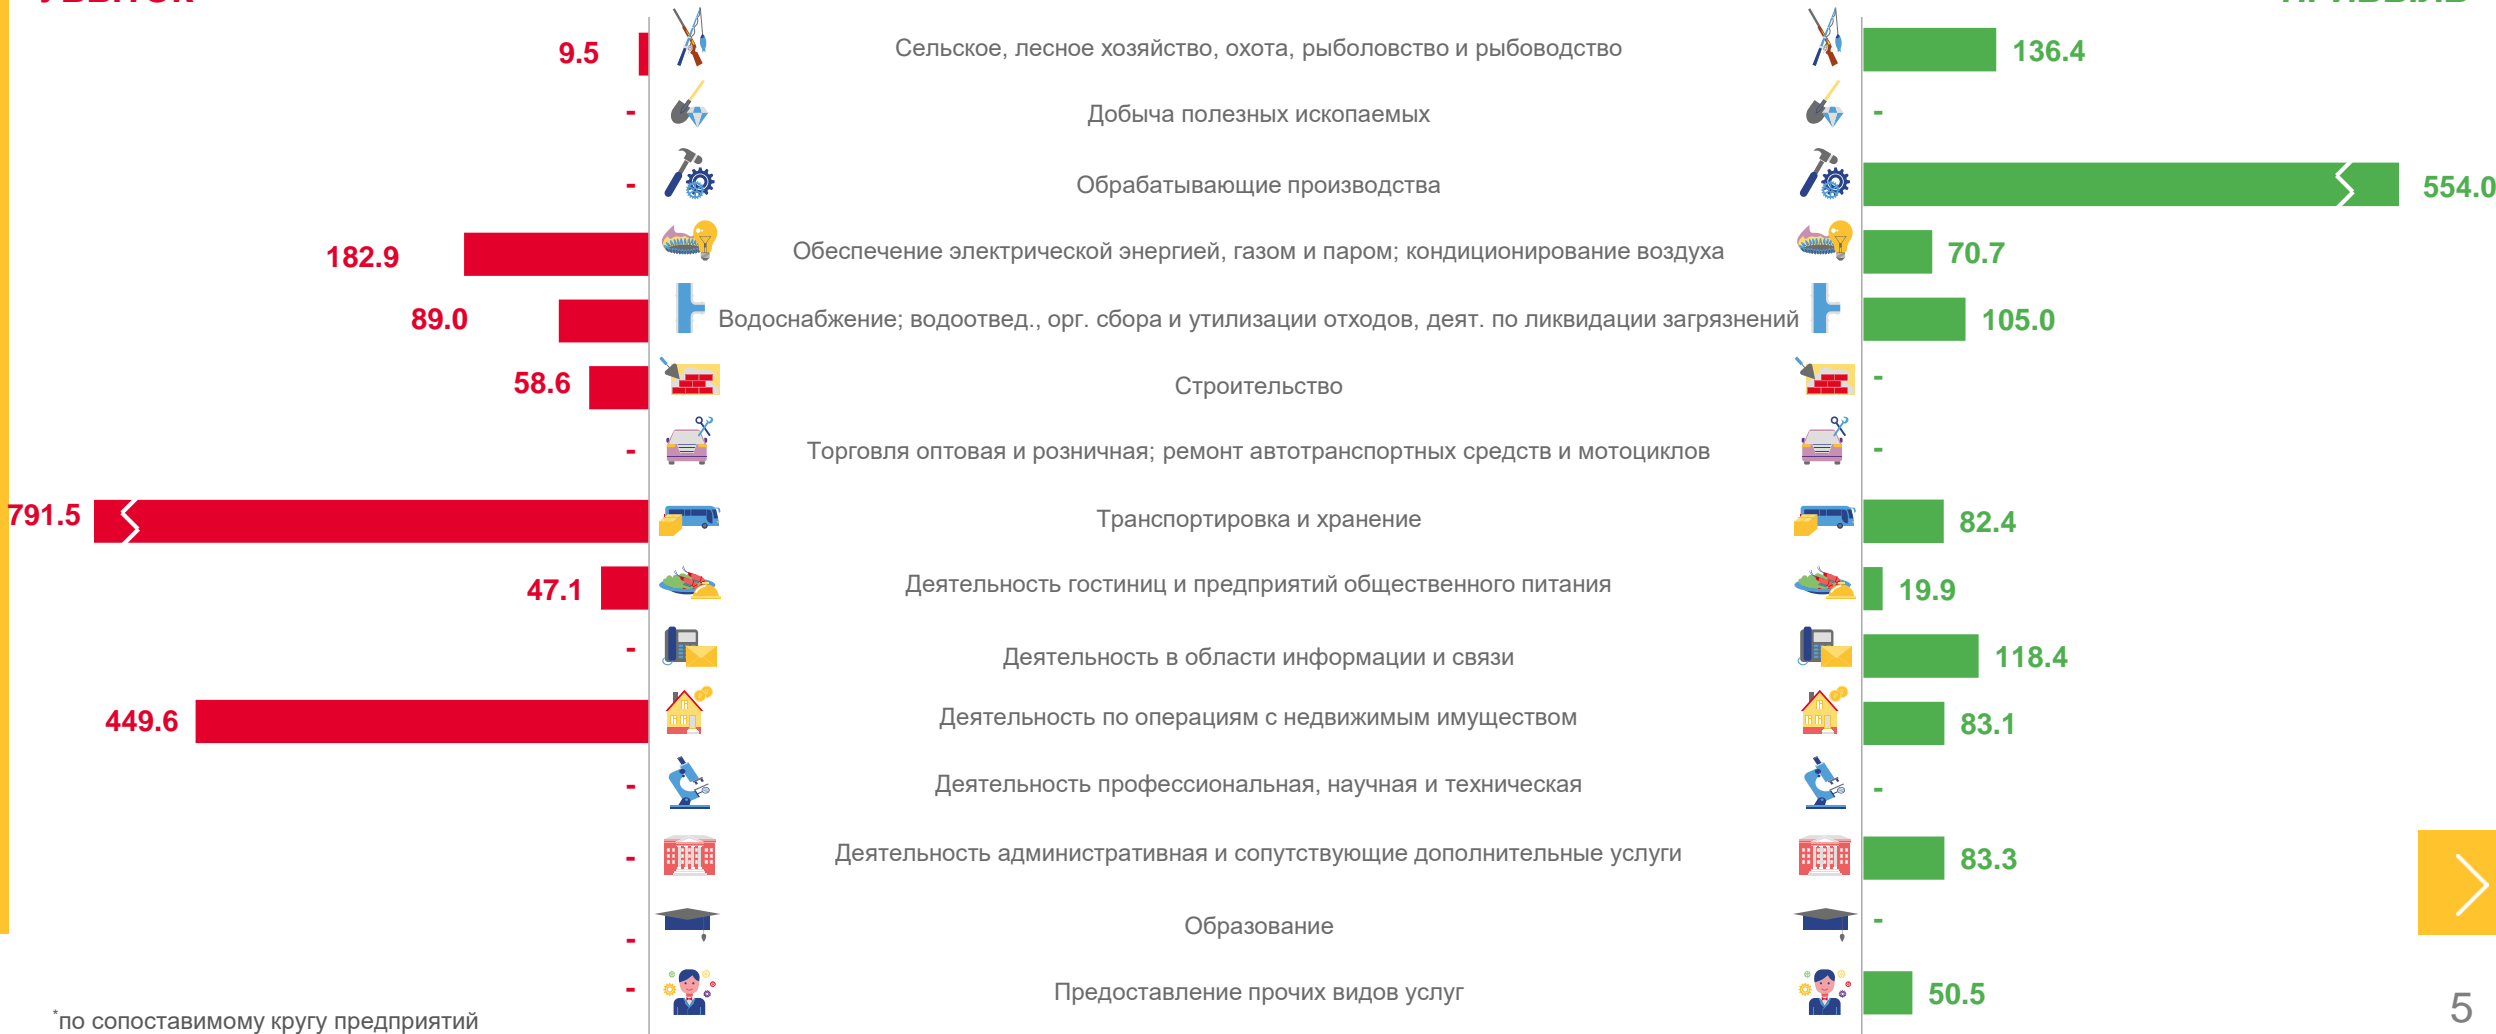 УБЫТОК
ПРИБЫЛЬ
9.5 Сельское, лесное хозяйство, охота, рыболовство и рыбоводство 136.4
- Добыча полезных ископаемых -
- Обрабатывающие производства 554.0
182.9 Обеспечение электрической энергией, газом и паром; кондиционирование воздуха 70.7
89.0 Водоснабжение; водоотвед., орг. сбора и утилизации отходов, деят. по ликвидации загрязнений 105.0
58.6 Строительство -
- Торговля оптовая и розничная; ремонт автотранспортных средств и мотоциклов -
791.5 Транспортировка и хранение 82.4
47.1 Деятельность гостиниц и предприятий общественного питания 19.9
- Деятельность в области информации и связи 118.4
449.6 Деятельность по операциям с недвижимым имуществом 83.1
- Деятельность профессиональная, научная и техническая -
- Деятельность административная и сопутствующие дополнительные услуги 83.3
- Образование -
- Предоставление прочих видов услуг 50.5
*по сопоставимому кругу предприятий
5